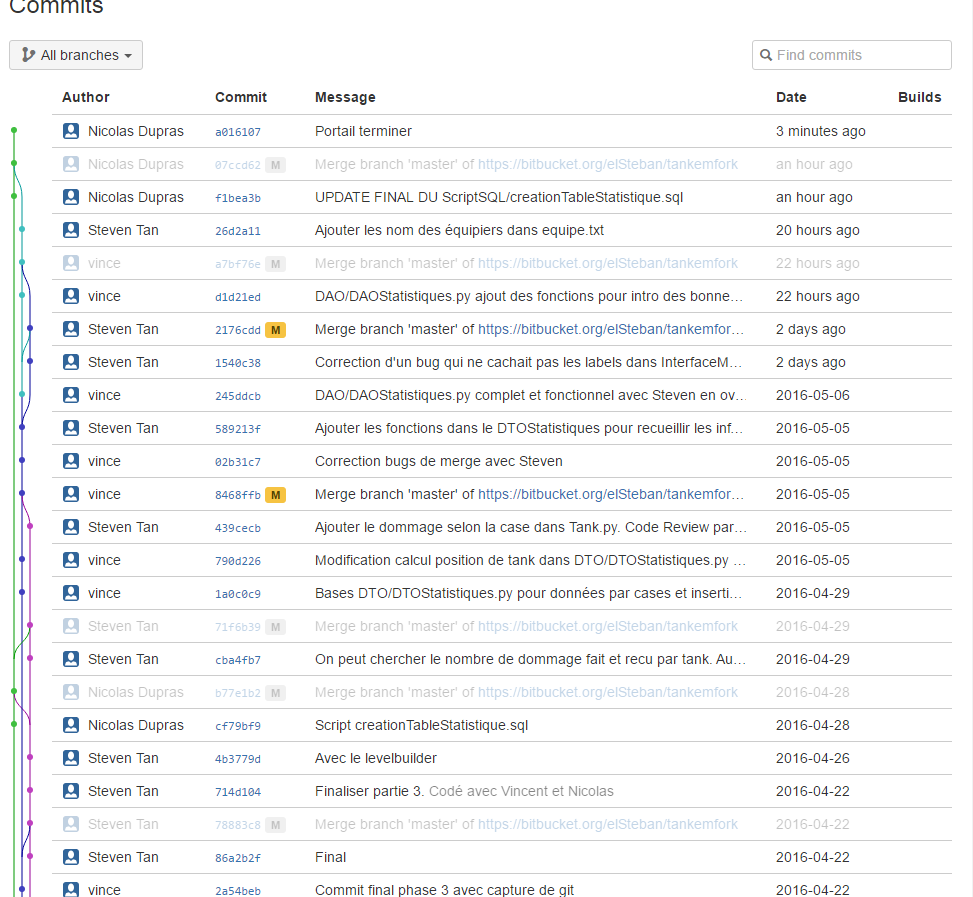 Commits
All branches
Find commits
Author Commit Message Date Builds
Nicolas Dupras a016107 Portail terminer 3 minutes ago
Nicolas Dupras 07ccd62 M Merge branch 'master' of https://bitbucket.org/elSteban/tankemfork an hour ago
Nicolas Dupras f1bea3b UPDATE FINAL DU ScriptSQL/creationTableStatistique.sql an hour ago
Steven Tan 26d2a11 Ajouter les nom des équipiers dans equipe.txt 20 hours ago
vince a7bf76e M Merge branch 'master' of https://bitbucket.org/elSteban/tankemfork 22 hours ago
vince d1d21ed DAO/DAOStatistiques.py ajout des fonctions pour intro des bonne… 22 hours ago
Steven Tan 2176cdd M Merge branch 'master' of https://bitbucket.org/elSteban/tankemfor… 2 days ago
Steven Tan 1540c38 Correction d'un bug qui ne cachait pas les labels dans InterfaceM… 2 days ago
vince 245ddcb DAO/DAOStatistiques.py complet et fonctionnel avec Steven en ov… 2016-05-06
Steven Tan 589213f Ajouter les fonctions dans le DTOStatistiques pour recueillir les inf… 2016-05-05
vince 02b31c7 Correction bugs de merge avec Steven 2016-05-05
vince 8468ffb M Merge branch 'master' of https://bitbucket.org/elSteban/tankemfor… 2016-05-05
Steven Tan 439cecb Ajouter le dommage selon la case dans Tank.py. Code Review par… 2016-05-05
vince 790d226 Modification calcul position de tank dans DTO/DTOStatistiques.py … 2016-05-05
vince 1a0c0c9 Bases DTO/DTOStatistiques.py pour données par cases et inserti… 2016-04-29
Steven Tan 71f6b39 M Merge branch 'master' of https://bitbucket.org/elSteban/tankemfork 2016-04-29
Steven Tan cba4fb7 On peut chercher le nombre de dommage fait et recu par tank. Au… 2016-04-29
Nicolas Dupras b77e1b2 M Merge branch 'master' of https://bitbucket.org/elSteban/tankemfork 2016-04-28
Nicolas Dupras cf79bf9 Script creationTableStatistique.sql 2016-04-28
Steven Tan 4b3779d Avec le levelbuilder 2016-04-26
Steven Tan 714d104 Finaliser partie 3. Codé avec Vincent et Nicolas 2016-04-22
Steven Tan 78883c8 M Merge branch 'master' of https://bitbucket.org/elSteban/tankemfork 2016-04-22
Steven Tan 86a2b2f Final 2016-04-22
vince 2a54beb Commit final phase 3 avec capture de git 2016-04-22